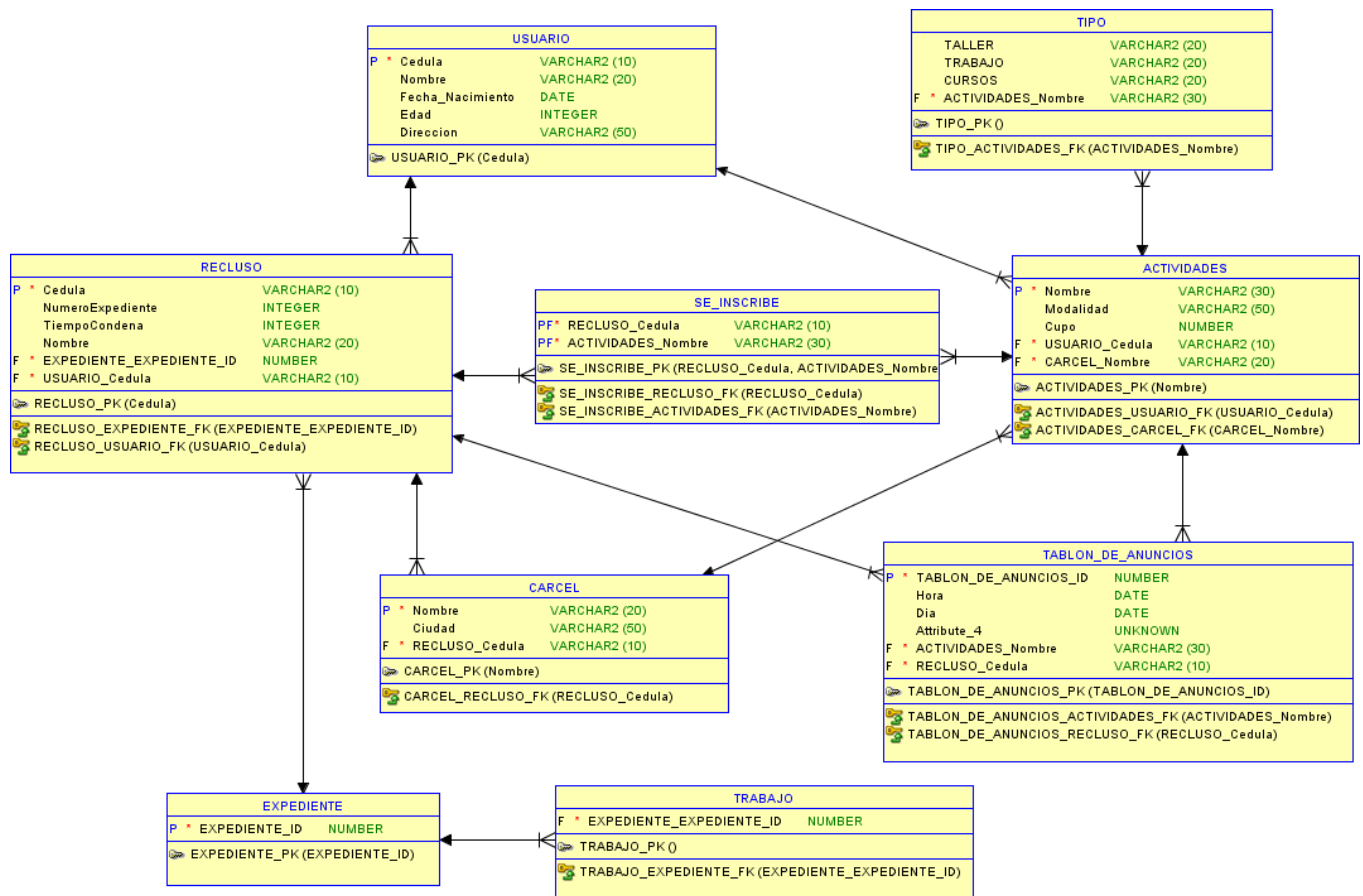 USUARIO
P * Cedula VARCHAR2 (10)
Nombre VARCHAR2 (20)
Fecha_Nacimiento DATE
Edad INTEGER
Direccion VARCHAR2 (50)
USUARIO_PK (Cedula)
TIPO
TALLER VARCHAR2 (20)
TRABAJO VARCHAR2 (20)
CURSOS VARCHAR2 (20)
F * ACTIVIDADES_Nombre VARCHAR2 (30)
TIPO_PK ()
TIPO_ACTIVIDADES_FK (ACTIVIDADES_Nombre)
RECLUSO
P * Cedula VARCHAR2 (10)
NumeroExpediente INTEGER
TiempoCondena INTEGER
Nombre VARCHAR2 (20)
F * EXPEDIENTE_EXPEDIENTE_ID NUMBER
F * USUARIO_Cedula VARCHAR2 (10)
RECLUSO_PK (Cedula)
RECLUSO_EXPEDIENTE_FK (EXPEDIENTE_EXPEDIENTE_ID)
RECLUSO_USUARIO_FK (USUARIO_Cedula)
SE_INSCRIBE
PF* RECLUSO_Cedula VARCHAR2 (10)
PF* ACTIVIDADES_Nombre VARCHAR2 (30)
SE_INSCRIBE_PK (RECLUSO_Cedula, ACTIVIDADES_Nombre
SE_INSCRIBE_RECLUSO_FK (RECLUSO_Cedula)
SE_INSCRIBE_ACTIVIDADES_FK (ACTIVIDADES_Nombre)
ACTIVIDADES
P * Nombre VARCHAR2 (30)
Modalidad VARCHAR2 (50)
Cupo NUMBER
F * USUARIO_Cedula VARCHAR2 (10)
F * CARCEL_Nombre VARCHAR2 (20)
ACTIVIDADES_PK (Nombre)
ACTIVIDADES_USUARIO_FK (USUARIO_Cedula)
ACTIVIDADES_CARCEL_FK (CARCEL_Nombre)
CARCEL
P * Nombre VARCHAR2 (20)
Ciudad VARCHAR2 (50)
F * RECLUSO_Cedula VARCHAR2 (10)
CARCEL_PK (Nombre)
CARCEL_RECLUSO_FK (RECLUSO_Cedula)
TABLON_DE_ANUNCIOS
P * TABLON_DE_ANUNCIOS_ID NUMBER
Hora DATE
Dia DATE
Attribute_4 UNKNOWN
F * ACTIVIDADES_Nombre VARCHAR2 (30)
F * RECLUSO_Cedula VARCHAR2 (10)
TABLON_DE_ANUNCIOS_PK (TABLON_DE_ANUNCIOS_ID)
TABLON_DE_ANUNCIOS_ACTIVIDADES_FK (ACTIVIDADES_Nombre)
TABLON_DE_ANUNCIOS_RECLUSO_FK (RECLUSO_Cedula)
EXPEDIENTE
P * EXPEDIENTE_ID NUMBER
EXPEDIENTE_PK (EXPEDIENTE_ID)
TRABAJO
F * EXPEDIENTE_EXPEDIENTE_ID NUMBER
TRABAJO_PK ()
TRABAJO_EXPEDIENTE_FK (EXPEDIENTE_EXPEDIENTE_ID)